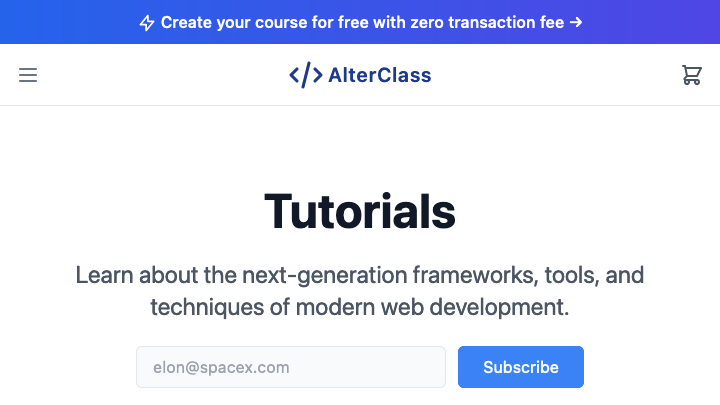 Create your course for free with zero transaction fee →
</> AlterClass
Tutorials
Learn about the next-generation frameworks, tools, and
techniques of modern web development.
elon@spacex.com
Subscribe